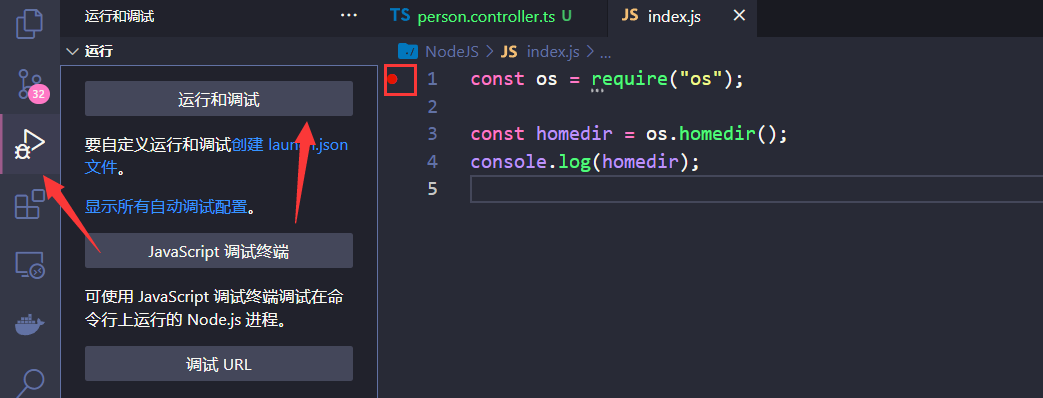 运行和调试 ···
TS person.controller.ts U
JS index.js
运行
NodeJS > JS index.js > ...
32
运行和调试
要自定义运行和调试创建 launch.json
文件。
显示所有自动调试配置。
JavaScript 调试终端
可使用 JavaScript 调试终端调试在命
令行上运行的 Node.js 进程。
调试 URL
1 const os = require("os");
2
3 const homedir = os.homedir();
4 console.log(homedir);
5